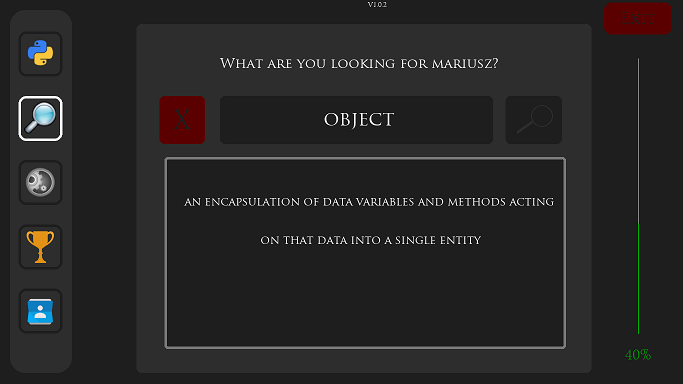 V1.0.2
EXIT
WHAT ARE YOU LOOKING FOR MARIUSZ?
X
OBJECT
AN ENCAPSULATION OF DATA VARIABLES AND METHODS ACTING
ON THAT DATA INTO A SINGLE ENTITY
40%